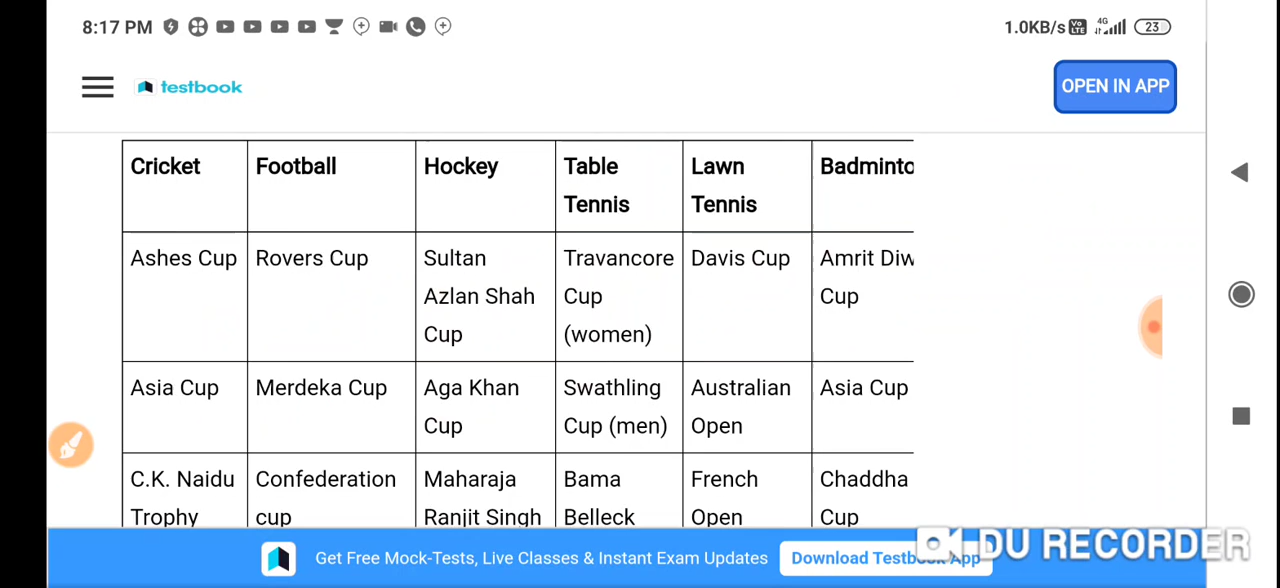 8:17 PM
1.0KB/s Vo LTE 4G 23
testbook
OPEN IN APP
Cricket
Football
Hockey
Table
Tennis
Lawn
Tennis
Badminto
Ashes Cup
Rovers Cup
Sultan
Azlan Shah
Cup
Travancore
Cup
(women)
Davis Cup
Amrit Diw
Cup
Asia Cup
Merdeka Cup
Aga Khan
Cup
Swathling
Cup (men)
Australian
Open
Asia Cup
C.K. Naidu
Trophy
Confederation
cup
Maharaja
Ranjit Singh
Bama
Belleck
French
Open
Chaddha
Cup
Get Free Mock-Tests, Live Classes & Instant Exam Updates
Download Testbook App
DU RECORDER